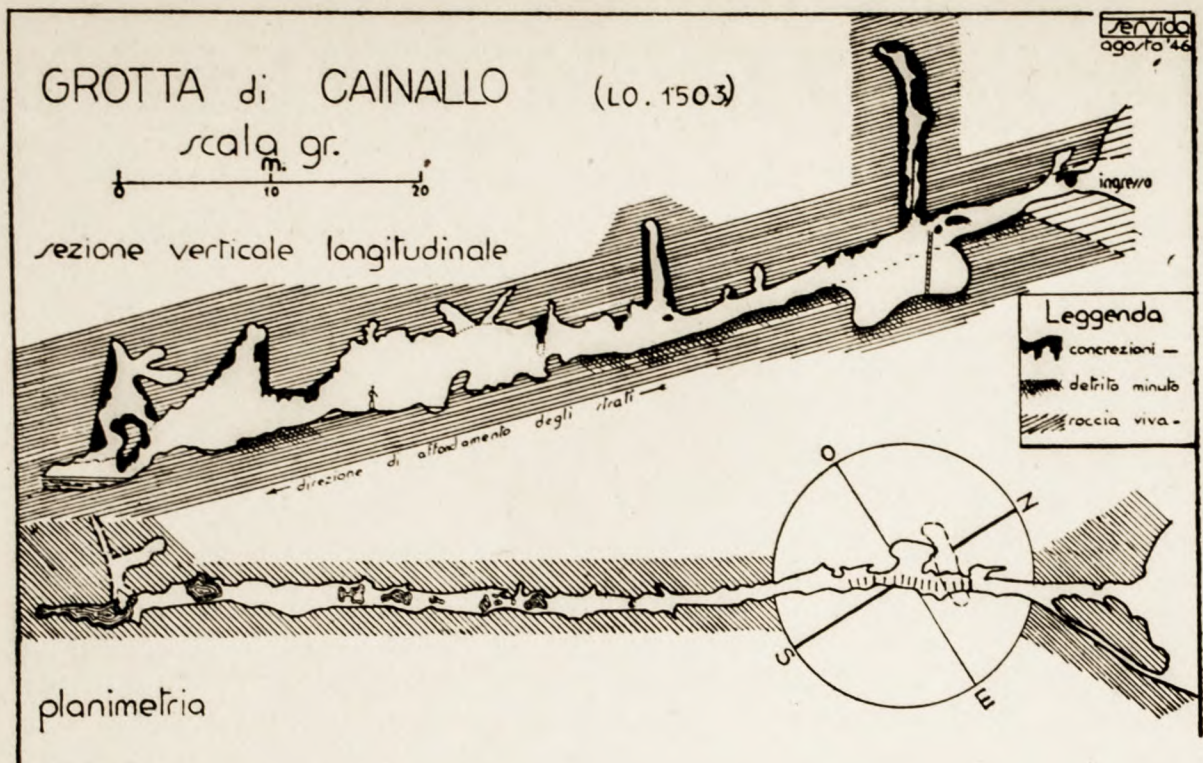 servida
agosto '46
GROTTA di CAINALLO (LO. 1503)
scala gr.
m.
0 10 20
sezione verticale longitudinale
ingresso
Leggenda
concrezioni -
detrito minuto
roccia viva -
direzione di affondamento degli strati
O
N
S
E
planimetria